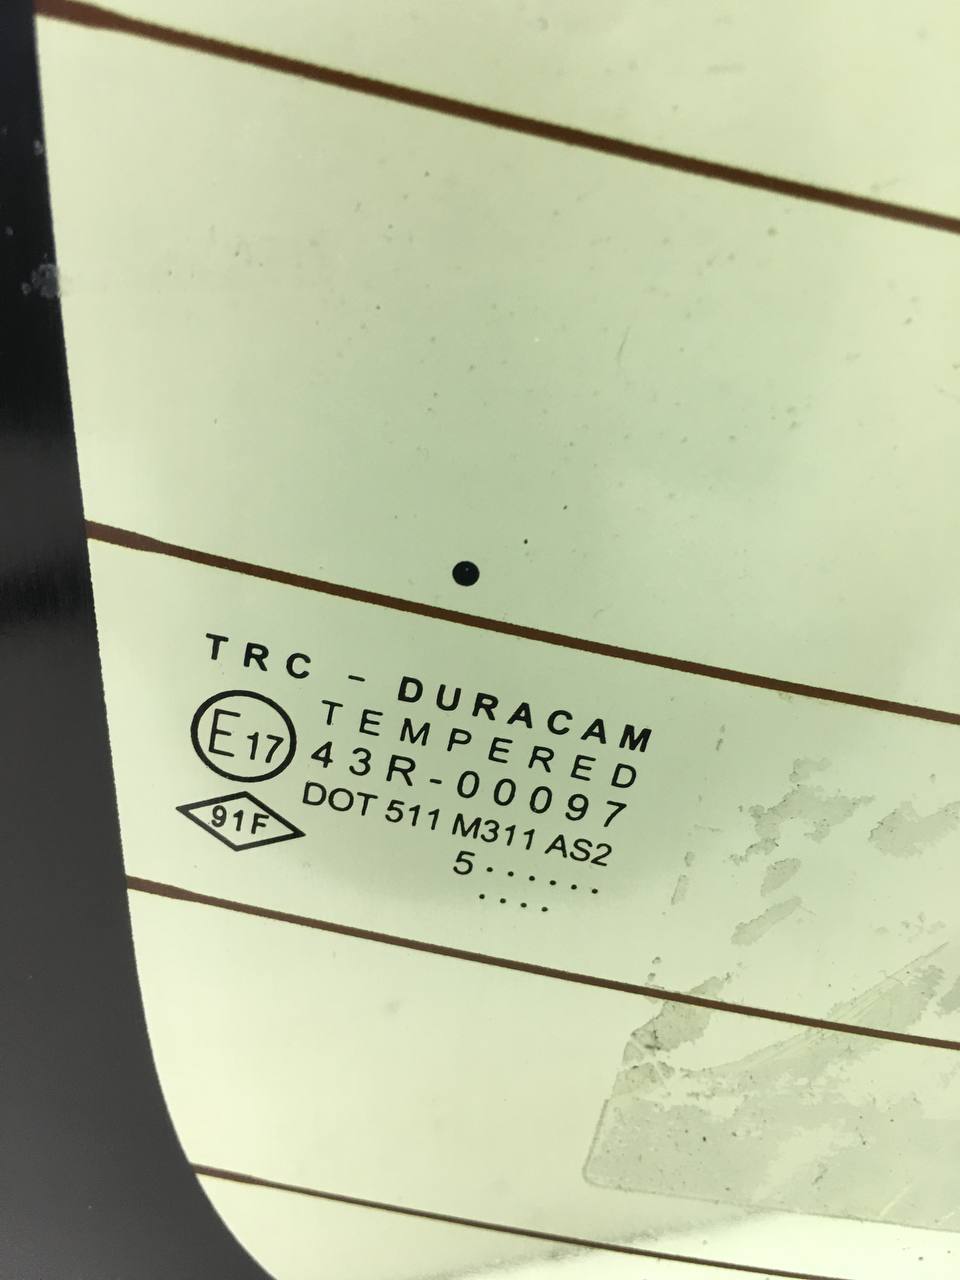 TRC - DURACAM
TEMPERED
E17 43R-00097
91F DOT 511 M311 AS2
5......
....